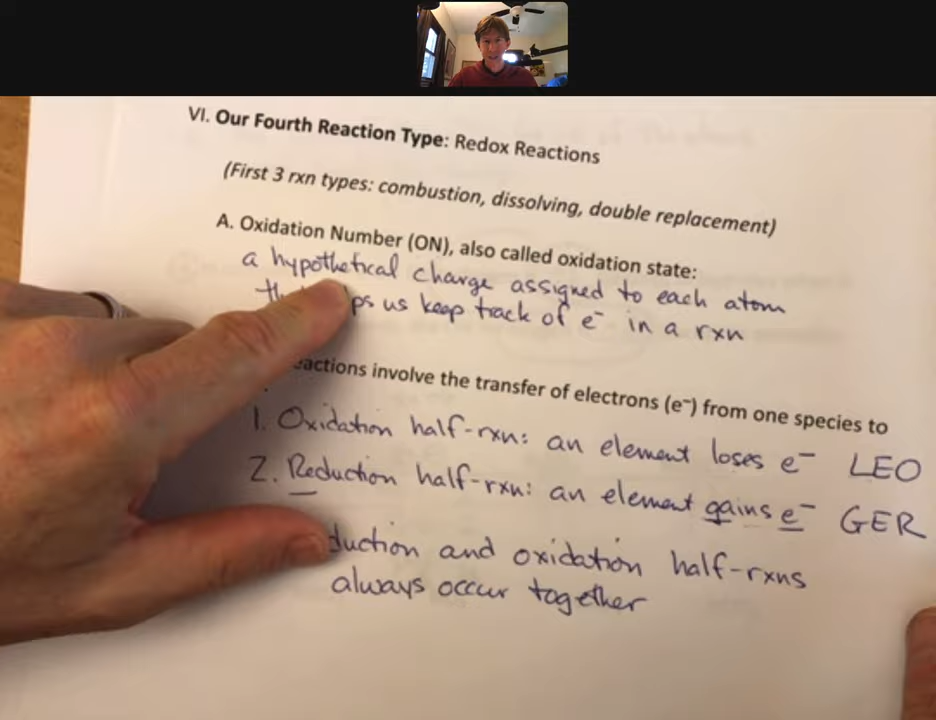 VI. Our Fourth Reaction Type: Redox Reactions
(First 3 rxn types: combustion, dissolving, double replacement)
A. Oxidation Number (ON), also called oxidation state:
a hypothetical charge assigned to each atom
us keep track of e⁻ in a rxn
involve the transfer of electrons (e⁻) from one species to
1. Oxidation half-rxn: an element loses e⁻ LEO
2. Reduction half-rxn: an element gains e⁻ GER
and oxidation half-rxns
always occur together